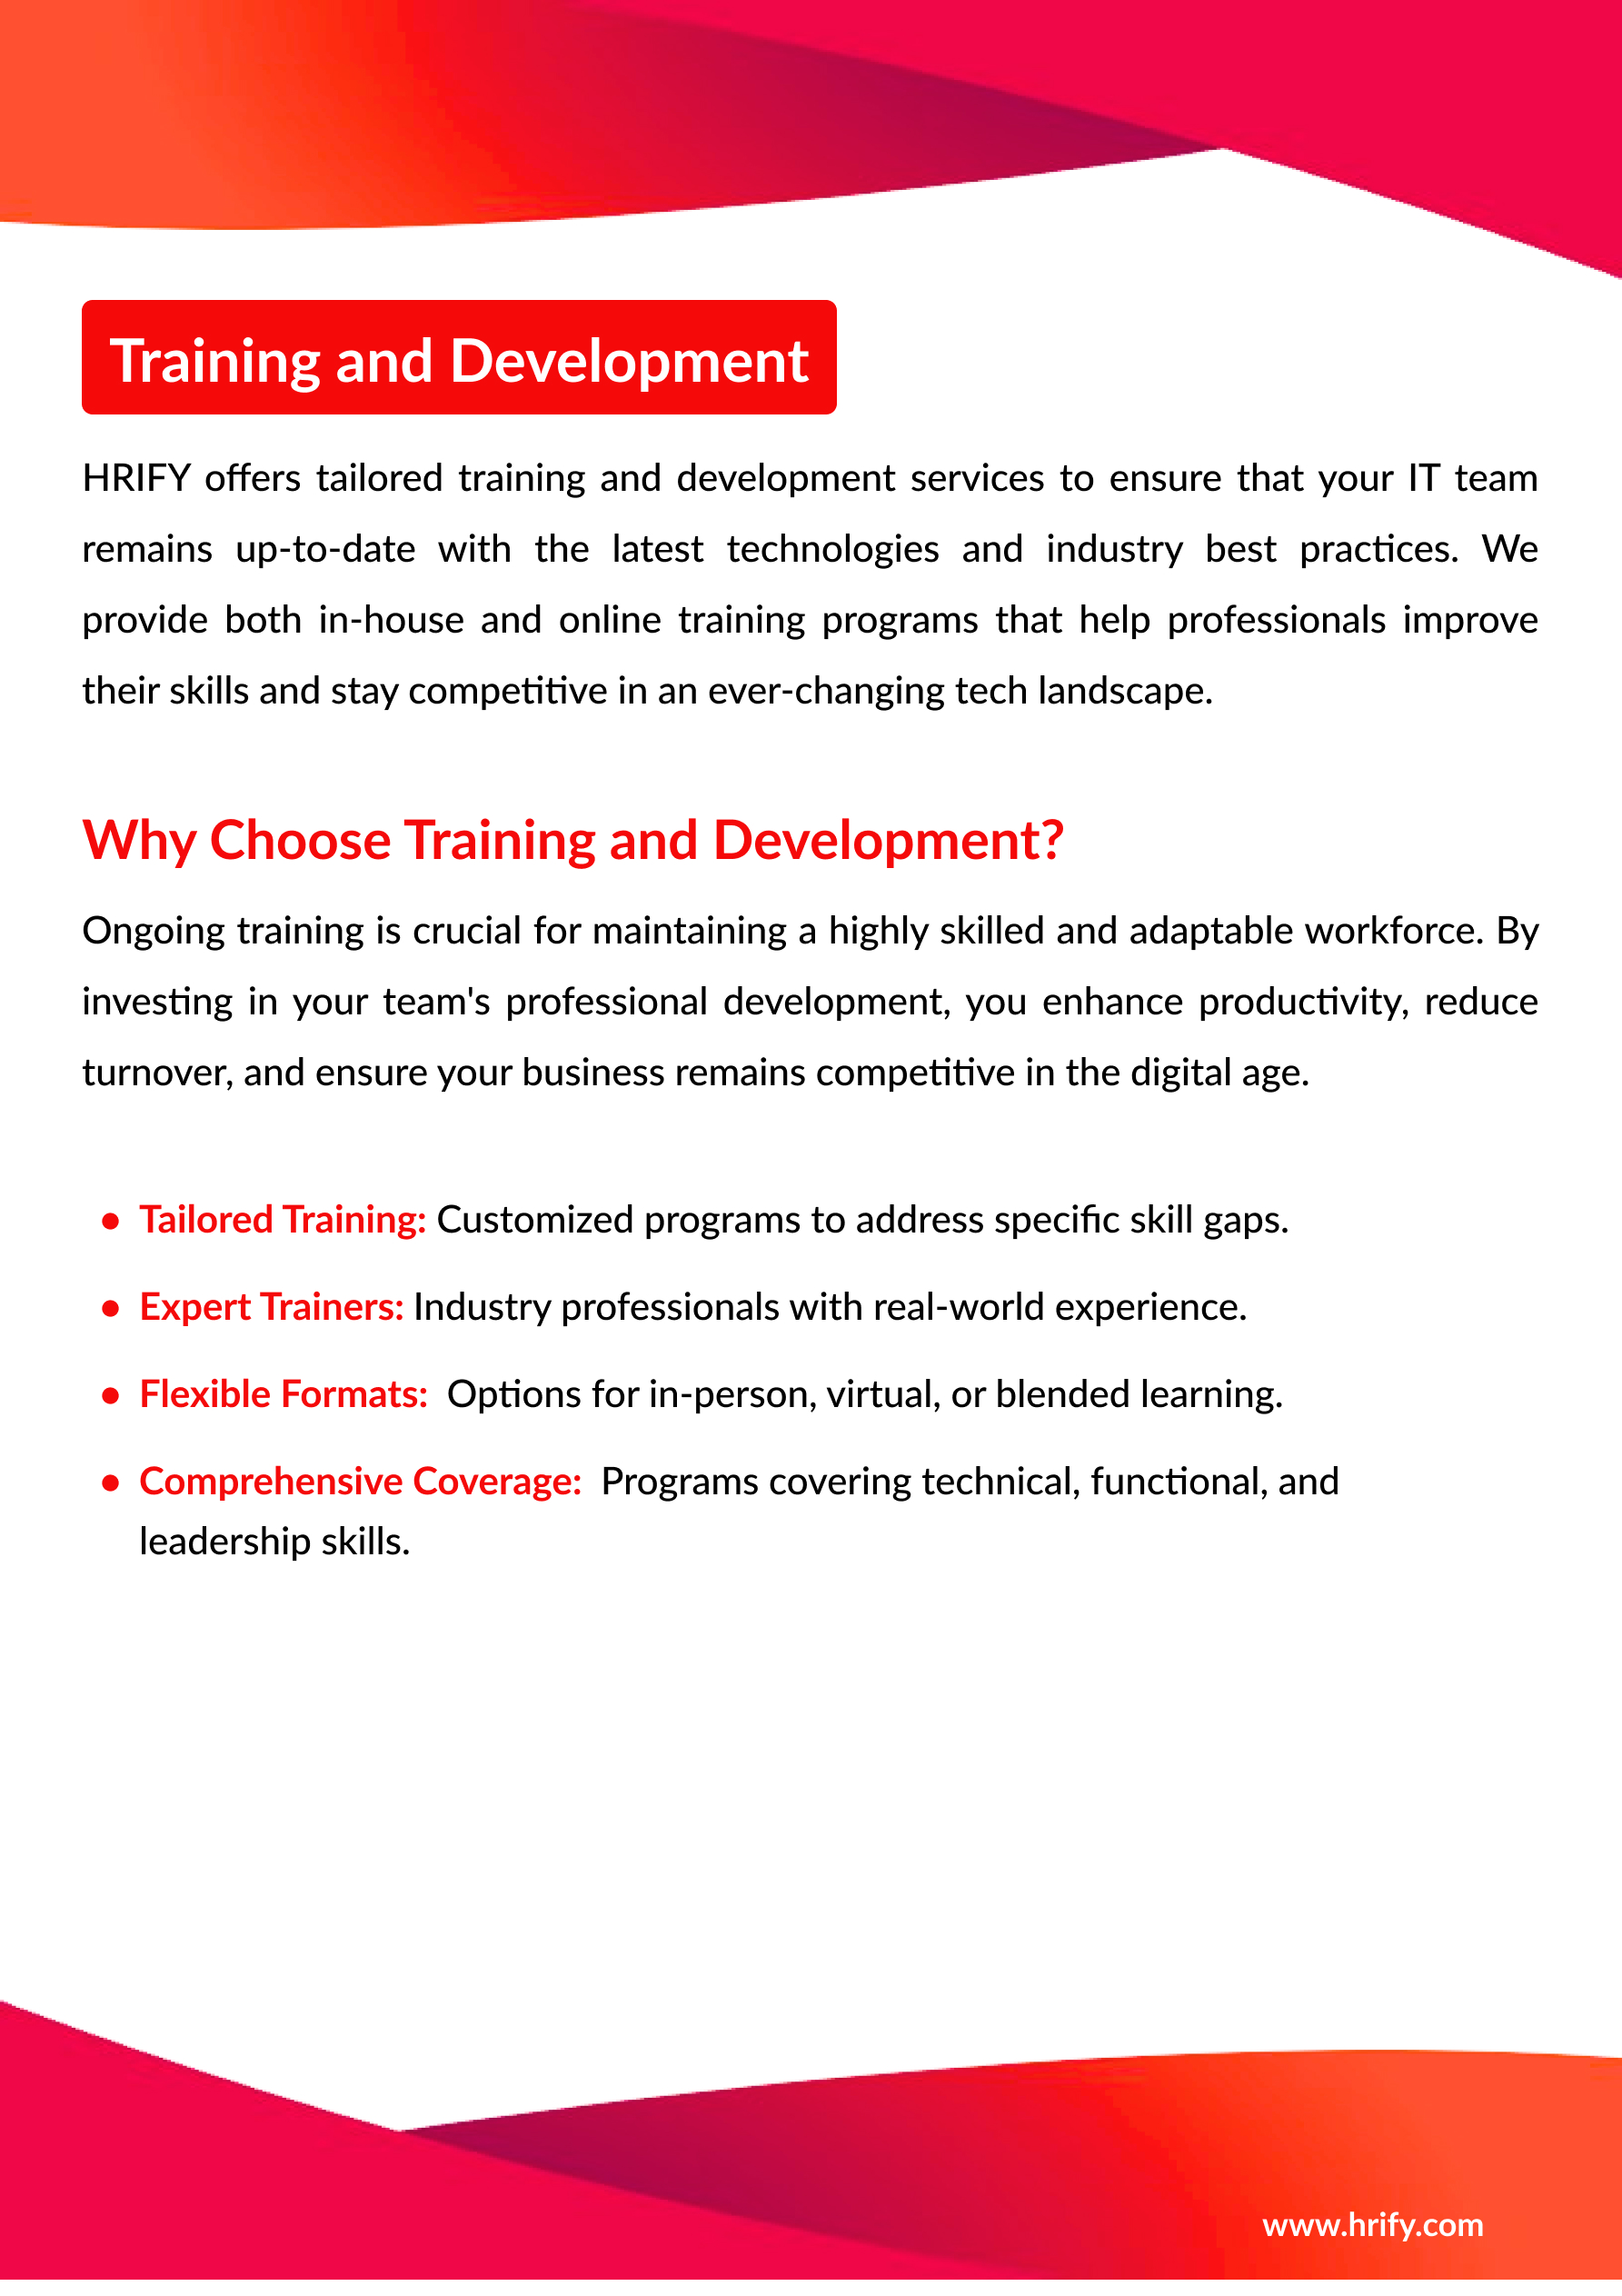 Training and Development
HRIFY offers tailored training and development services to ensure that your IT team
remains up-to-date with the latest technologies and industry best practices. We
provide both in-house and online training programs that help professionals improve
their skills and stay competitive in an ever-changing tech landscape.
Why Choose Training and Development?
Ongoing training is crucial for maintaining a highly skilled and adaptable workforce. By
investing in your team's professional development, you enhance productivity, reduce
turnover, and ensure your business remains competitive in the digital age.
• Tailored Training: Customized programs to address specific skill gaps.
• Expert Trainers: Industry professionals with real-world experience.
• Flexible Formats: Options for in-person, virtual, or blended learning.
• Comprehensive Coverage: Programs covering technical, functional, and
leadership skills.
www.hrify.com